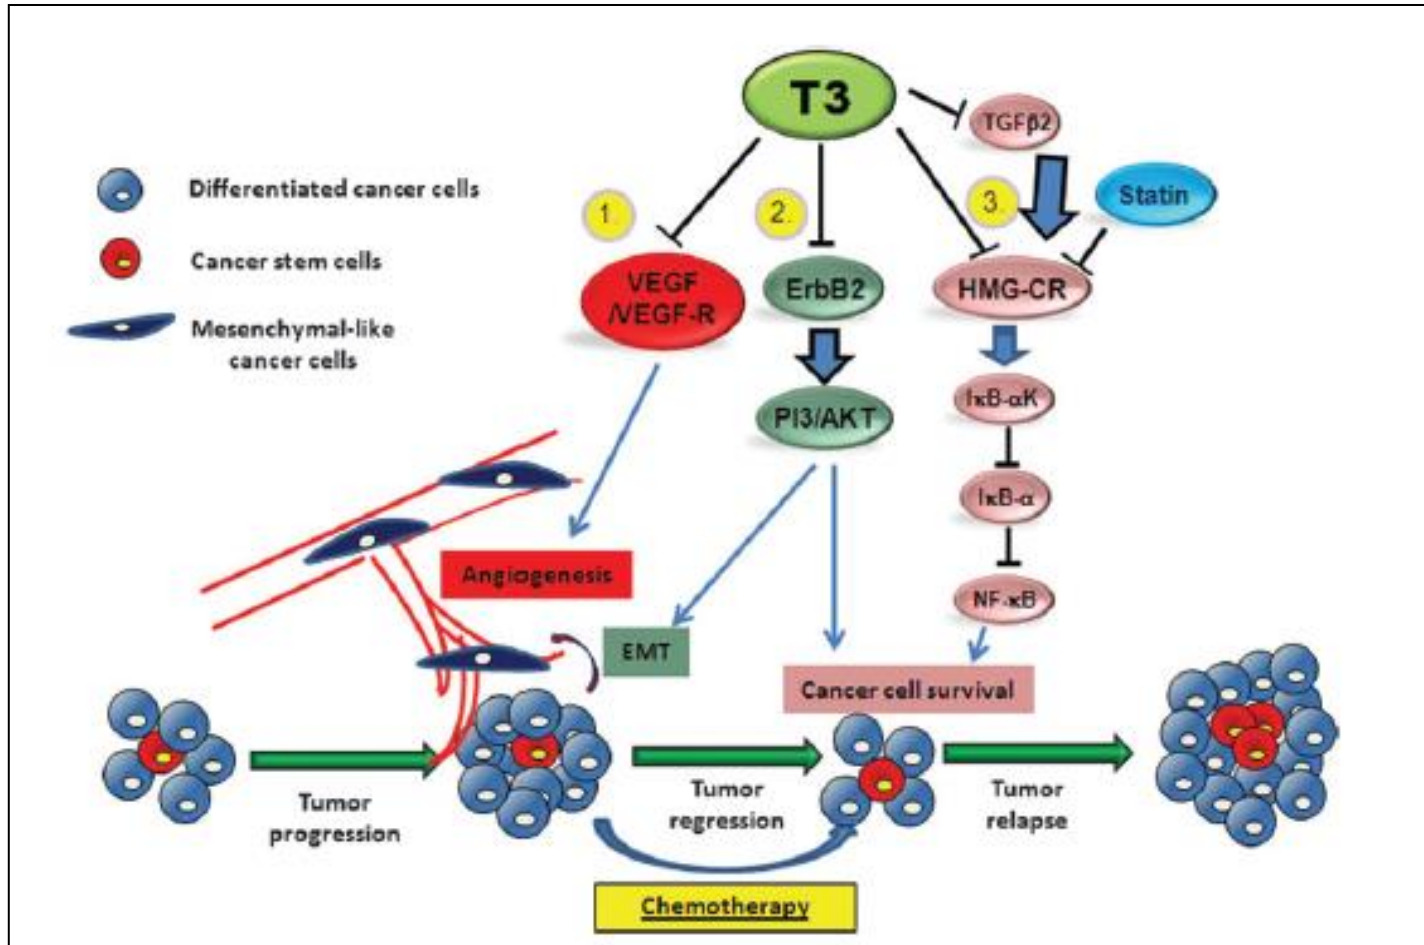 T3
TGFβ2
Differentiated cancer cells
1.
2.
3.
Statin
Cancer stem cells
VEGF
/VEGF-R
ErbB2
HMG-CR
Mesenchymal-like
cancer cells
PI3/AKT
IκB-αK
IκB-α
Angiogenesis
NF-κB
EMT
Cancer cell survival
Tumor
progression
Tumor
regression
Tumor
relapse
Chemotherapy